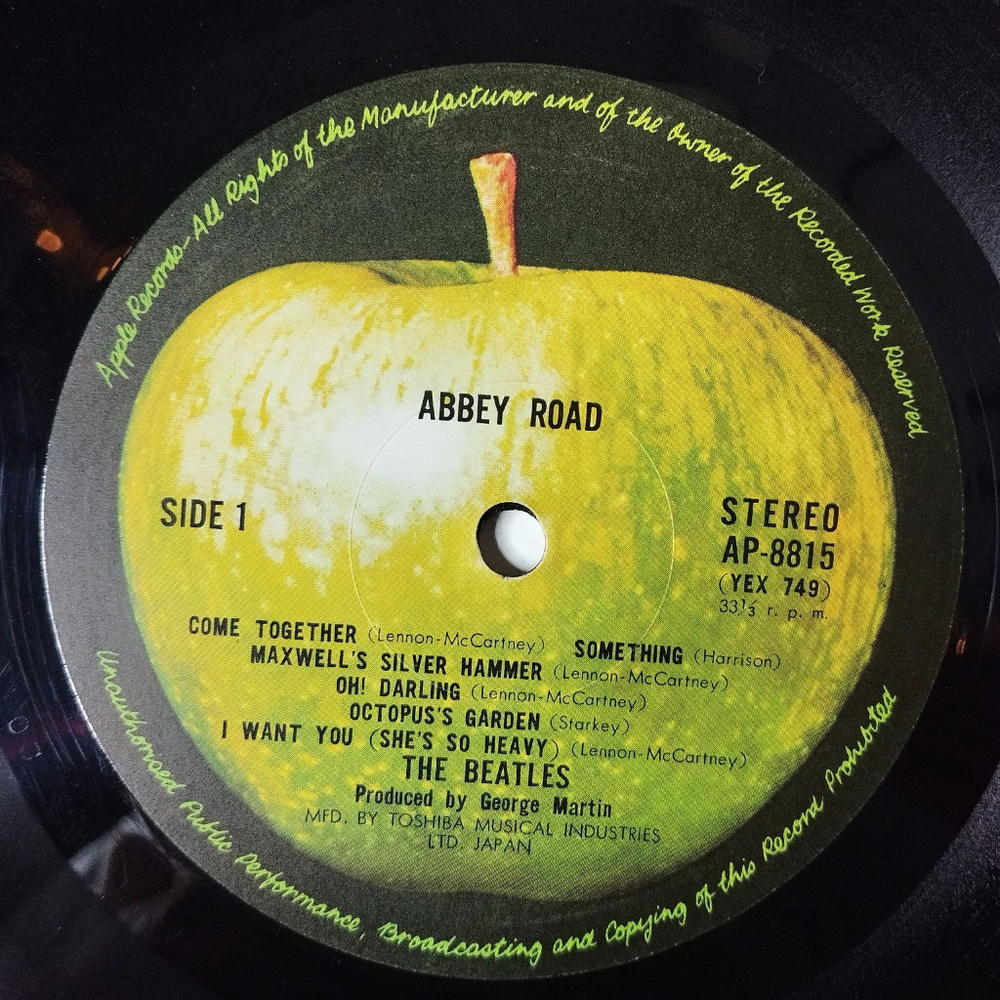 Apple Records-All Rights of the Manufacturer and of the Owner of the Recorded Work Reserved
ABBEY ROAD
SIDE 1
STEREO
AP-8815
(YEX 749)
33⅓ r. p. m.
COME TOGETHER (Lennon-McCartney) SOMETHING (Harrison)
MAXWELL'S SILVER HAMMER (Lennon-McCartney)
OH! DARLING (Lennon-McCartney)
OCTOPUS'S GARDEN (Starkey)
I WANT YOU (SHE'S SO HEAVY) (Lennon-McCartney)
THE BEATLES
Produced by George Martin
MFD. BY TOSHIBA MUSICAL INDUSTRIES
LTD. JAPAN
Unauthorised Public Performance, Broadcasting and Copying of this Record Prohibited